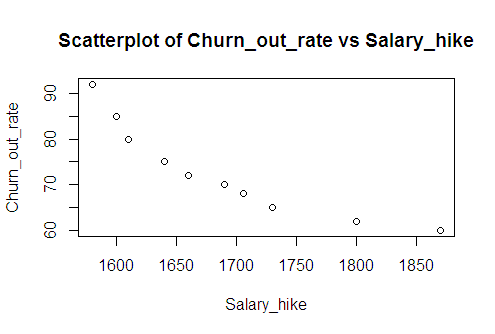 Scatterplot of Churn_out_rate vs Salary_hike
Churn_out_rate
90
80
70
60
1600 1650 1700 1750 1800 1850
Salary_hike